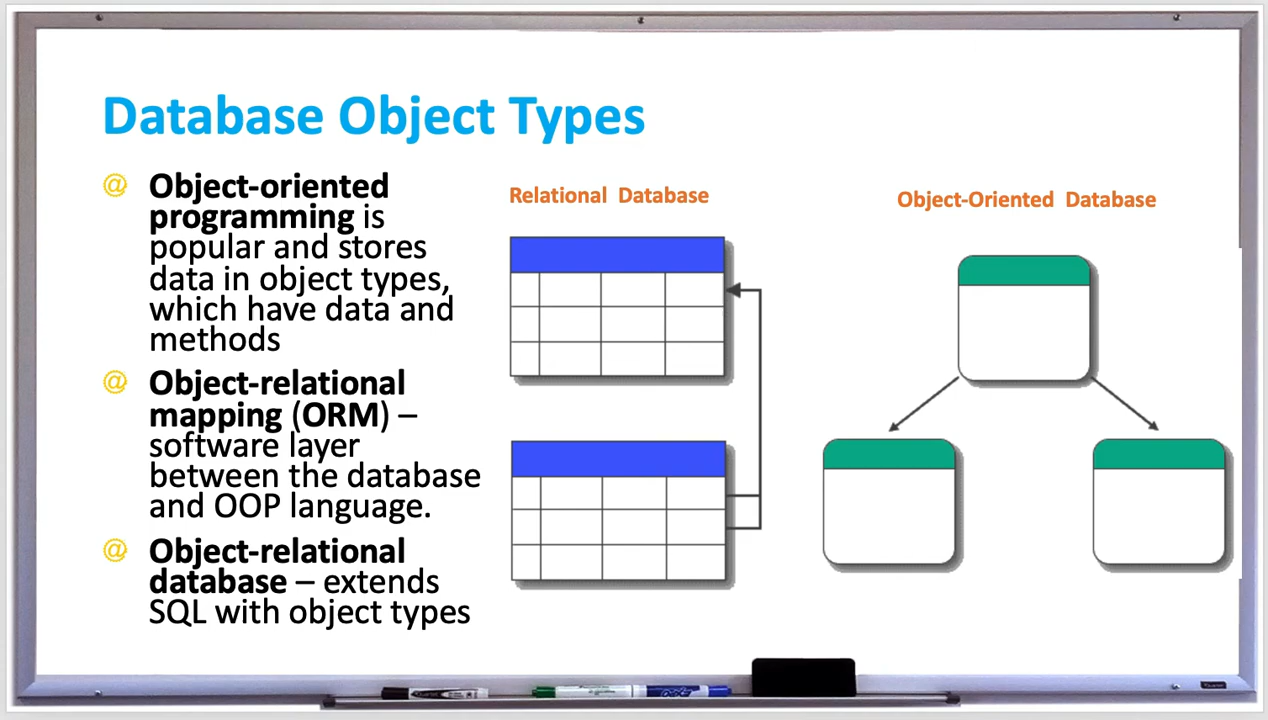 Database Object Types
@ Object-oriented
programming is
popular and stores
data in object types,
which have data and
methods
@ Object-relational
mapping (ORM) –
software layer
between the database
and OOP language.
@ Object-relational
database – extends
SQL with object types
Relational Database
Object-Oriented Database